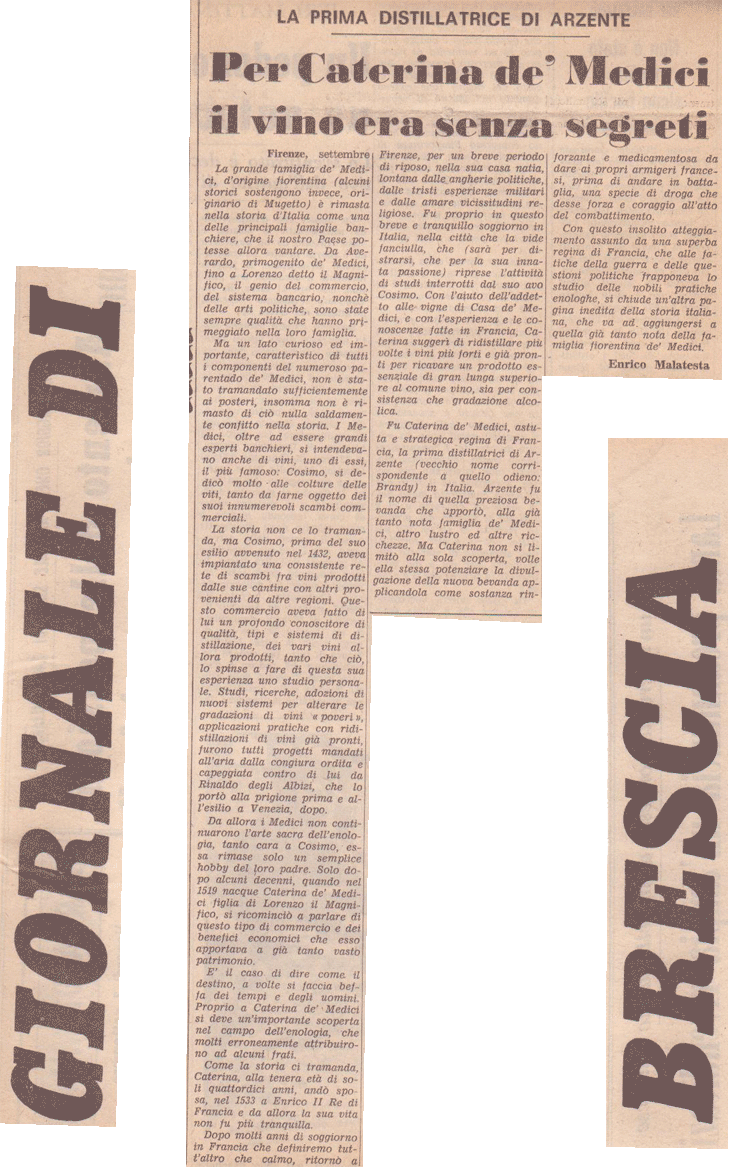 LA PRIMA DISTILLATRICE DI ARZENTE
Per Caterina de' Medici
il vino era senza segreti
Firenze, settembre
La grande famiglia de' Medi-
ci, d'origine fiorentina (alcuni
storici sostengono invece, ori-
ginario di Mugetto) è rimasta
nella storia d'Italia come una
delle principali famiglie ban-
chiere, che il nostro Paese po-
tesse allora vantare. Da Ave-
rardo, primogenito de' Medici,
fino a Lorenzo detto il Magni-
fico, il genio del commercio,
del sistema bancario, nonchè
delle arti politiche, sono state
sempre qualità che hanno pri-
meggiato nella loro famiglia.
Ma un lato curioso ed im-
portante, caratteristico di tutti
i componenti del numeroso pa-
rentado de' Medici, non è sta-
to tramandato sufficientemente
ai posteri, insomma non è ri-
masto di ciò nulla saldamen-
te confitto nella storia. I Me-
dici, oltre ad essere grandi
esperti banchieri, si intendeva-
no anche di vini, uno di essi,
il più famoso: Cosimo, si de-
dicò molto alle colture delle
viti, tanto da farne oggetto dei
suoi innumerevoli scambi com-
merciali.
La storia non ce lo traman-
da, ma Cosimo, prima del suo
esilio avvenuto nel 1432, aveva
impiantato una consistente re-
te di scambi fra vini prodotti
dalle sue cantine con altri pro-
venienti da altre regioni. Que-
sto commercio aveva fatto di
lui un profondo conoscitore di
qualità, tipi e sistemi di di-
stillazione, dei vari vini al-
lora prodotti, tanto che ciò,
lo spinse a fare di questa sua
esperienza uno studio persona-
le. Studi, ricerche, adozioni di
nuovi sistemi per alterare le
gradazioni di vini « poveri »,
applicazioni pratiche con ridi-
stillazioni di vini già pronti,
furono tutti progetti mandati
all'aria dalla congiura ordita e
capeggiata contro di lui da
Rinaldo degli Albizi, che lo
portò alla prigione prima e al-
l'esilio a Venezia, dopo.
Da allora i Medici non conti-
nuarono l'arte sacra dell'enolo-
gia, tanto cara a Cosimo, es-
sa rimase solo un semplice
hobby del loro padre. Solo do-
po alcuni decenni, quando nel
1519 nacque Caterina de' Medi-
ci figlia di Lorenzo il Magni-
fico, si ricominciò a parlare di
questo tipo di commercio e dei
benefici economici che esso
apportava a già tanto vasto
patrimonio.
E' il caso di dire come il
destino, a volte si faccia bef-
fa dei tempi e degli uomini.
Proprio a Caterina de' Medici
si deve un'importante scoperta
nel campo dell'enologia, che
molti erroneamente attribuiro-
no ad alcuni frati.
Come la storia ci tramanda,
Caterina, alla tenera età di so-
li quattordici anni, andò spo-
sa, nel 1533 a Enrico II Re di
Francia e da allora la sua vita
non fu più tranquilla.
Dopo molti anni di soggiorno
in Francia che definiremo tut-
t'altro che calmo, ritornò a
Firenze, per un breve periodo
di riposo, nella sua casa natia,
lontana dalle angherie politiche,
dalle tristi esperienze militari
e dalle amare vicissitudini re-
ligiose. Fu proprio in questo
breve e tranquillo soggiorno in
Italia, nella città che la vide
fanciulla, che (sarà per di-
strarsi, che per la sua inna-
ta passione) riprese l'attività
di studi interrotti dal suo avo
Cosimo. Con l'aiuto dell'addet-
to alle vigne di Casa de' Me-
dici, e con l'esperienza e le co-
noscenze fatte in Francia, Ca-
terina suggerì di ridistillare più
volte i vini più forti e già pron-
ti per ricavare un prodotto es-
senziale di gran lunga superio-
re al comune vino, sia per con-
sistenza che gradazione alco-
lica.
Fu Caterina de' Medici, astu-
ta e strategica regina di Fran-
cia, la prima distillatrici di Ar-
zente (vecchio nome corri-
spondente a quello odieno:
Brandy) in Italia. Arzente fu
il nome di quella preziosa be-
vanda che apportò, alla già
tanto nota famiglia de' Medi-
ci, altro lustro ed altre ric-
chezze. Ma Caterina non si li-
mitò alla sola scoperta, volle
ella stessa potenziare la divul-
gazione della nuova bevanda ap-
plicandola come sostanza rin-
forzante e medicamentosa da
dare ai propri armigeri france-
si, prima di andare in batta-
glia, una specie di droga che
desse forza e coraggio all'atto
del combattimento.
Con questo insolito atteggia-
mento assunto da una superba
regina di Francia, che alle fa-
tiche della guerra e delle que-
stioni politiche frapponeva lo
studio delle nobili pratiche
enologhe, si chiude un'altra pa-
gina inedita della storia italia-
na, che va ad aggiungersi a
quella già tanto nota della fa-
miglia fiorentina de' Medici.
Enrico Malatesta
GIORNALE DI
BRESCIA